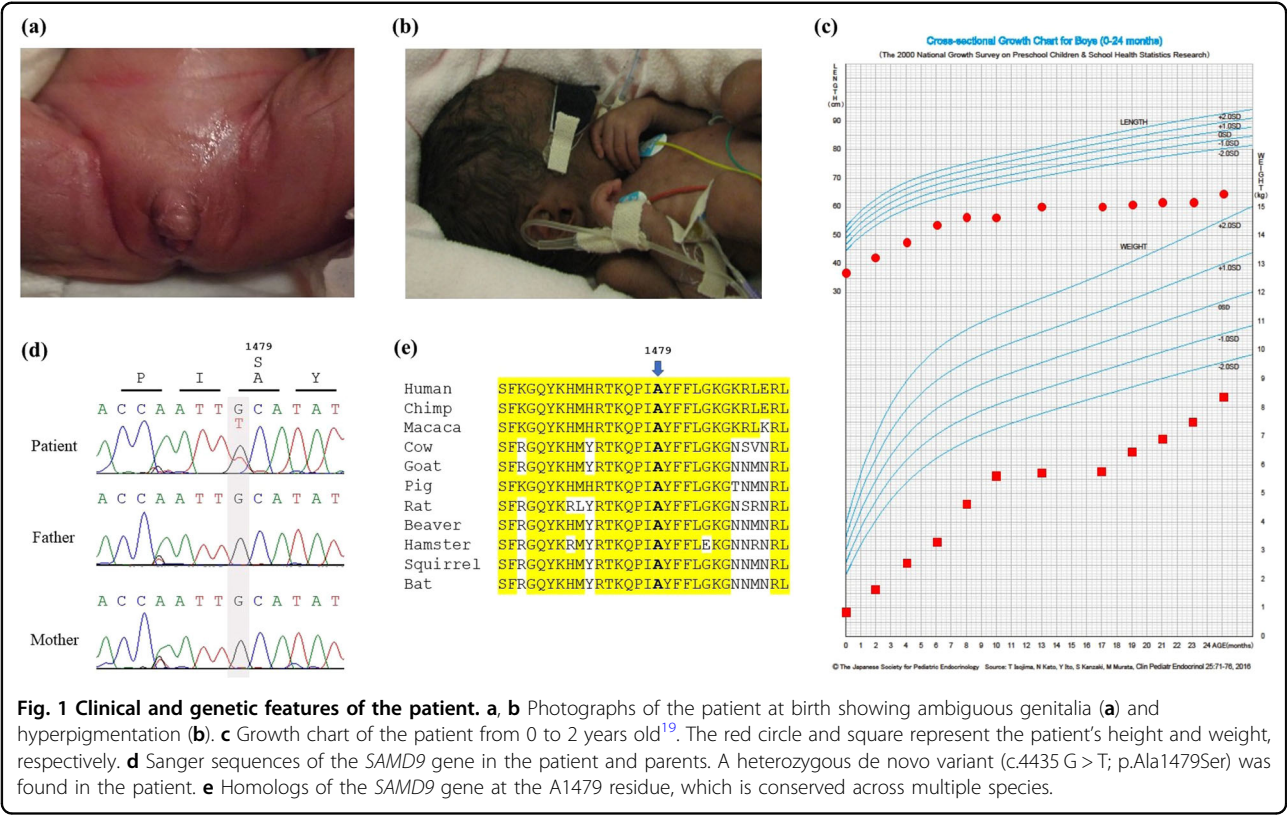 (a)
(b)
(c)
Cross-sectional Growth Chart for Boys (0-24 months)
(The 2000 National Growth Survey on Preschool Children & School Health Statistics Research)
LENGTH
(cm)
90
80
70
60
50
40
30
LENGTH
+2.0SD
+1.0SD
0SD
-1.0SD
-2.0SD
WEIGHT
(kg)
15
14
13
12
11
10
9
8
7
6
5
4
3
2
1
0
WEIGHT
+2.0SD
+1.0SD
0SD
-1.0SD
-2.0SD
0 1 2 3 4 5 6 7 8 9 10 11 12 13 14 15 16 17 18 19 20 21 22 23 24 AGE(months)
© The Japanese Society for Pediatric Endocrinology Source: T Isojima, N Kato, Y Ito, S Kanzaki, M Murata, Clin Pediatr Endocrinol 25:71-76, 2016
(d)
1479
S
P I A Y
A C C A A T T G C A T A T
T
Patient
A C C A A T T G C A T A T
Father
A C C A A T T G C A T A T
Mother
(e)
1479
Human SFKGQYKHMHRTKQPIAYFFLGKGKRLERL
Chimp SFKGQYKHMHRTKQPIAYFFLGKGKRLERL
Macaca SFKGQYKHMHRTKQPIAYFFLGKGKRLKRL
Cow SFRGQYKHMYRTKQPIAYFFLGKGNSVNRL
Goat SFRGQYKHMYRTKQPIAYFFLGKGNNMNRL
Pig SFRGQYKHMHRTKQPIAYFFLGKGTNMNRL
Rat SFRGQYKRLYRTKQPIAYFFLGKGNSRNRL
Beaver SFRGQYKHMYRTKQPIAYFFLGKGNNMNRL
Hamster SFRGQYKRMYRTKQPIAYFFLEKGNNRNRL
Squirrel SFRGQYKHMYRTKQPIAYFFLGKGNNMNRL
Bat SFRGQYKHMYRTKQPIAYFFLGKGNNMNRL
Fig. 1 Clinical and genetic features of the patient. a, b Photographs of the patient at birth showing ambiguous genitalia (a) and
hyperpigmentation (b). c Growth chart of the patient from 0 to 2 years old19. The red circle and square represent the patient's height and weight,
respectively. d Sanger sequences of the SAMD9 gene in the patient and parents. A heterozygous de novo variant (c.4435 G > T; p.Ala1479Ser) was
found in the patient. e Homologs of the SAMD9 gene at the A1479 residue, which is conserved across multiple species.